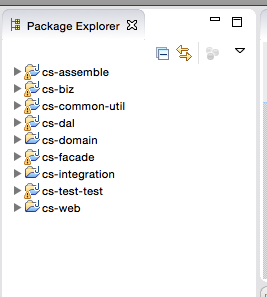 Package Explorer
cs-assemble
cs-biz
cs-common-util
cs-dal
cs-domain
cs-facade
cs-integration
cs-test-test
cs-web